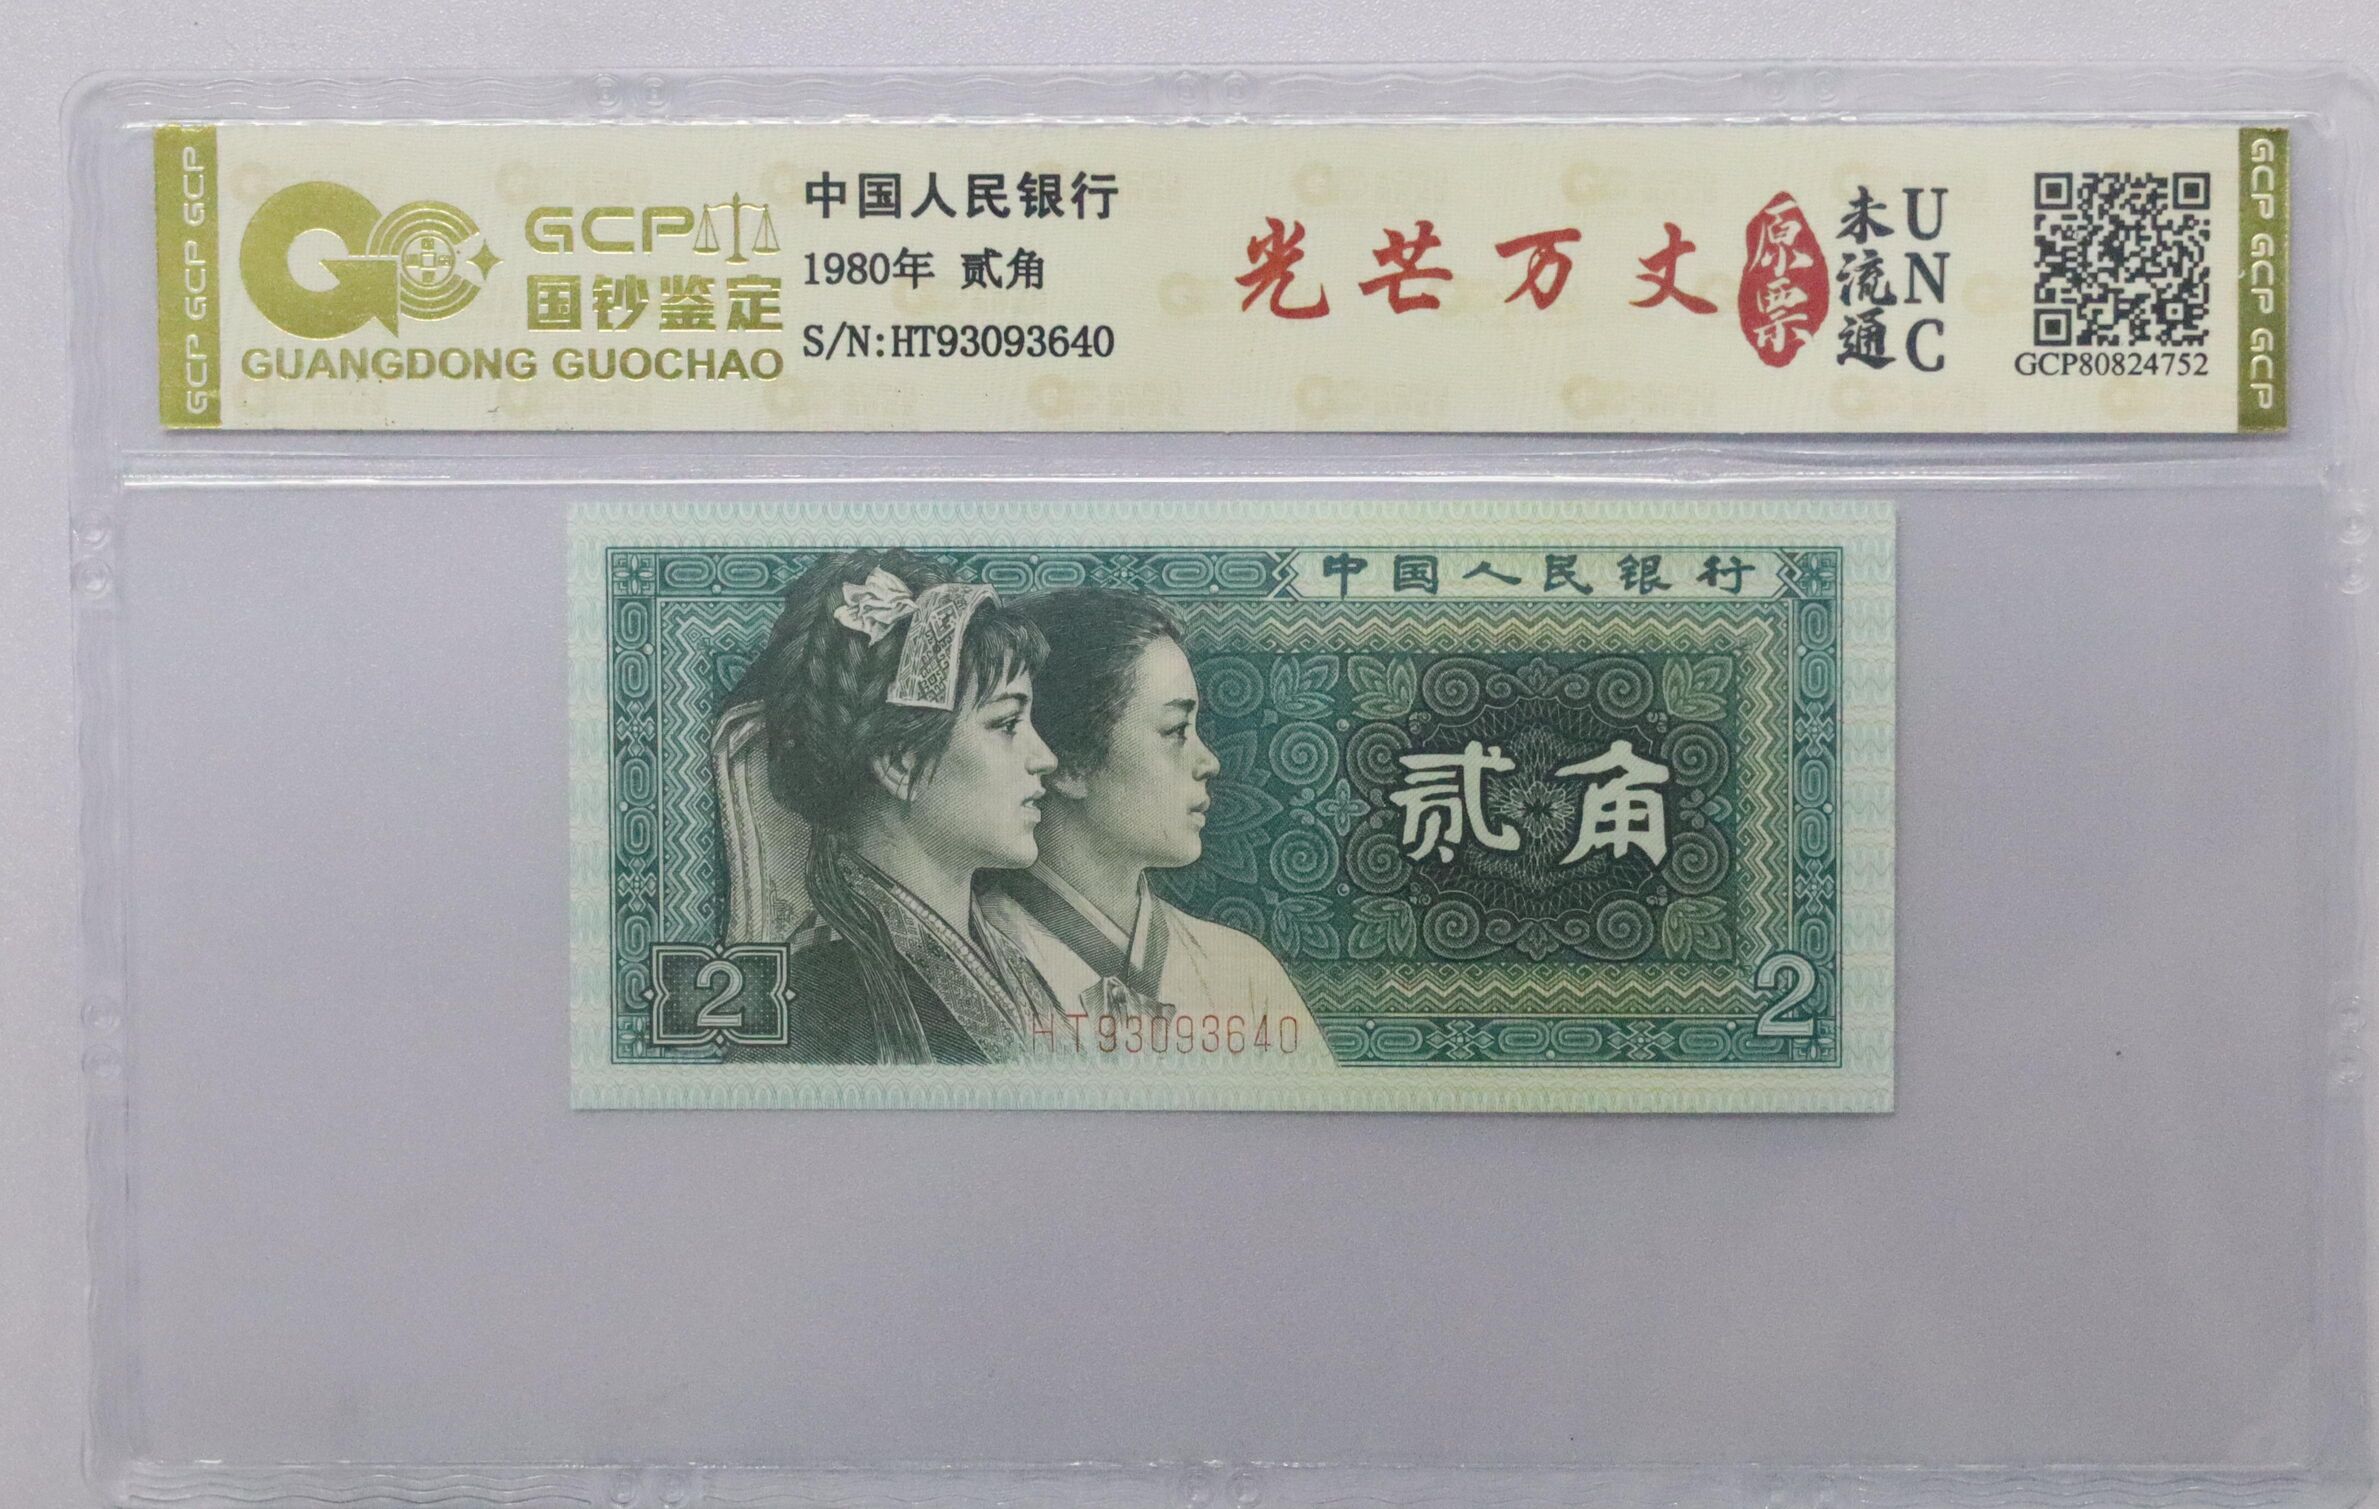 GCP GCP GCP
GCP
国钞鉴定
GUANGDONG GUOCHAO
中国人民银行
1980年 贰角
S/N:HT93093640
光芒万丈
原票
未流通
UNC
GCP80824752
GCP GCP GCP
中国人民银行
贰角
2
2
HT93093640